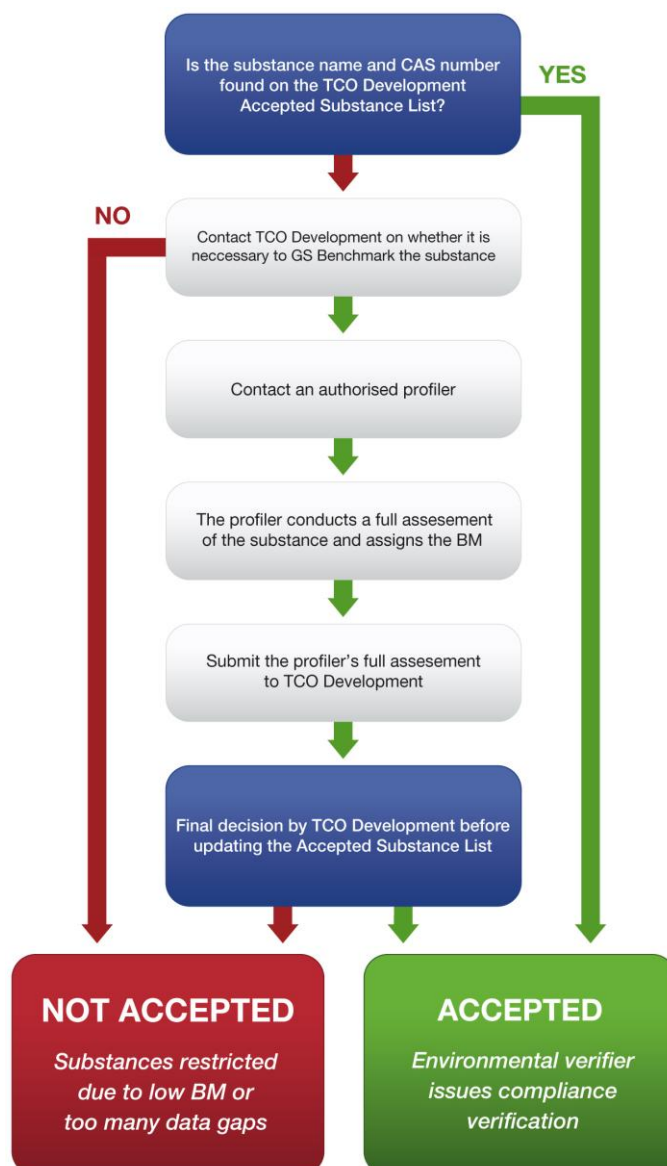 Is the substance name and CAS number
found on the TCO Development
Accepted Substance List?
YES
NO
Contact TCO Development on whether it is
neccessary to GS Benchmark the substance
Contact an authorised profiler
The profiler conducts a full assesement
of the substance and assigns the BM
Submit the profiler's full assesement
to TCO Development
Final decision by TCO Development before
updating the Accepted Substance List
NOT ACCEPTED
Substances restricted
due to low BM or
too many data gaps
ACCEPTED
Environmental verifier
issues compliance
verification